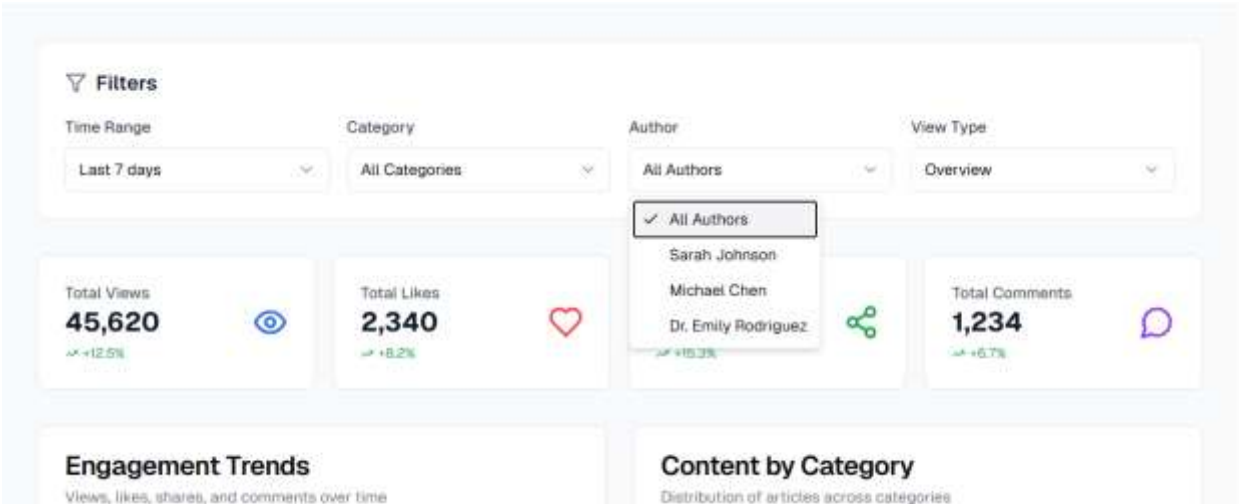 Filters
Time Range
Category
Author
View Type
Last 7 days
All Categories
All Authors
Overview
All Authors
Sarah Johnson
Michael Chen
Dr. Emily Rodriguez
Total Views
45,620
+12.5%
Total Likes
2,340
+8.2%
+15.3%
Total Comments
1,234
+6.7%
Engagement Trends
Views, likes, shares, and comments over time
Content by Category
Distribution of articles across categories